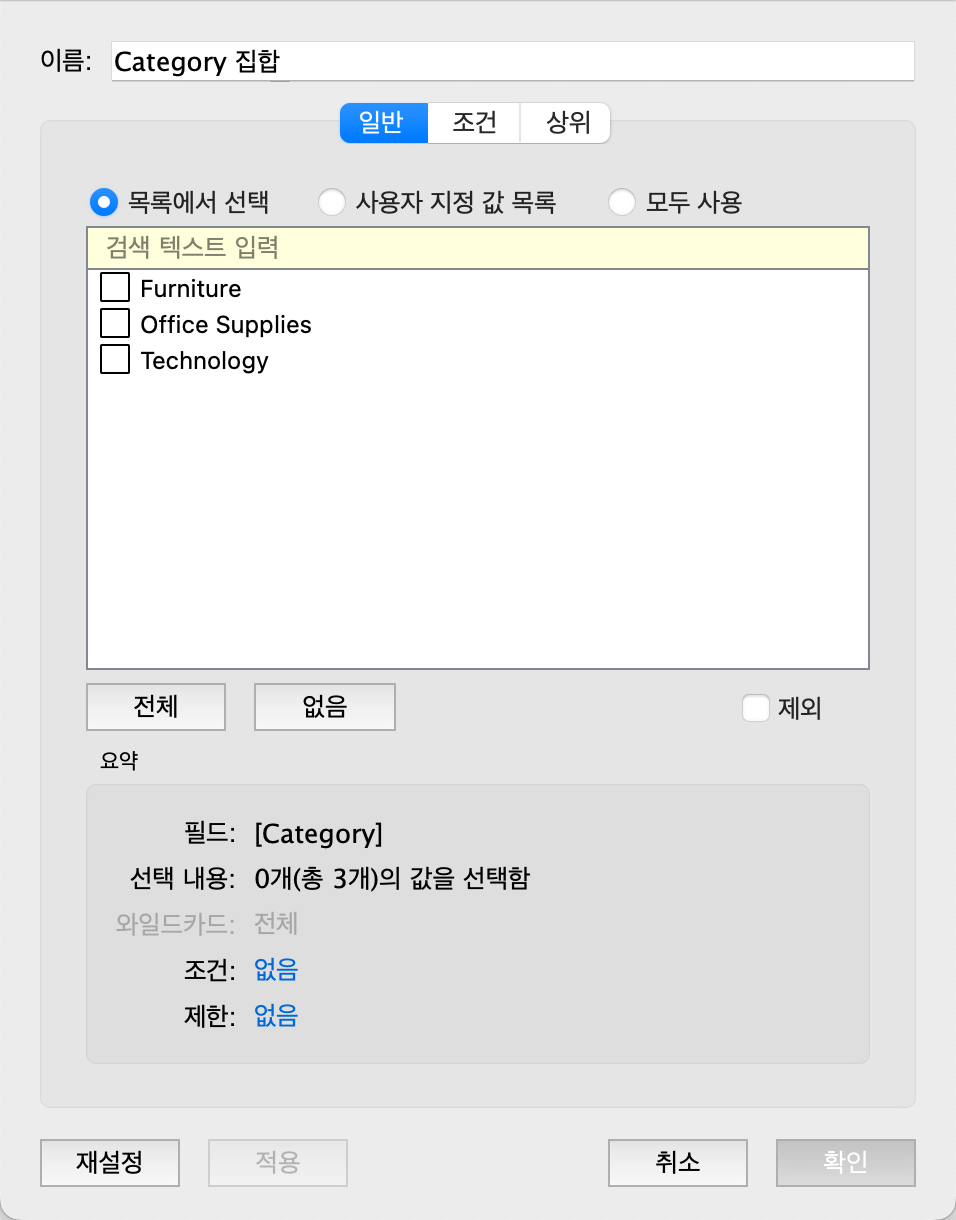 이름: Category 집합
일반 조건 상위
목록에서 선택 사용자 지정 값 목록 모두 사용
검색 텍스트 입력
Furniture
Office Supplies
Technology
전체 없음 제외
요약
필드: [Category]
선택 내용: 0개(총 3개)의 값을 선택함
와일드카드: 전체
조건: 없음
제한: 없음
재설정 적용 취소 확인